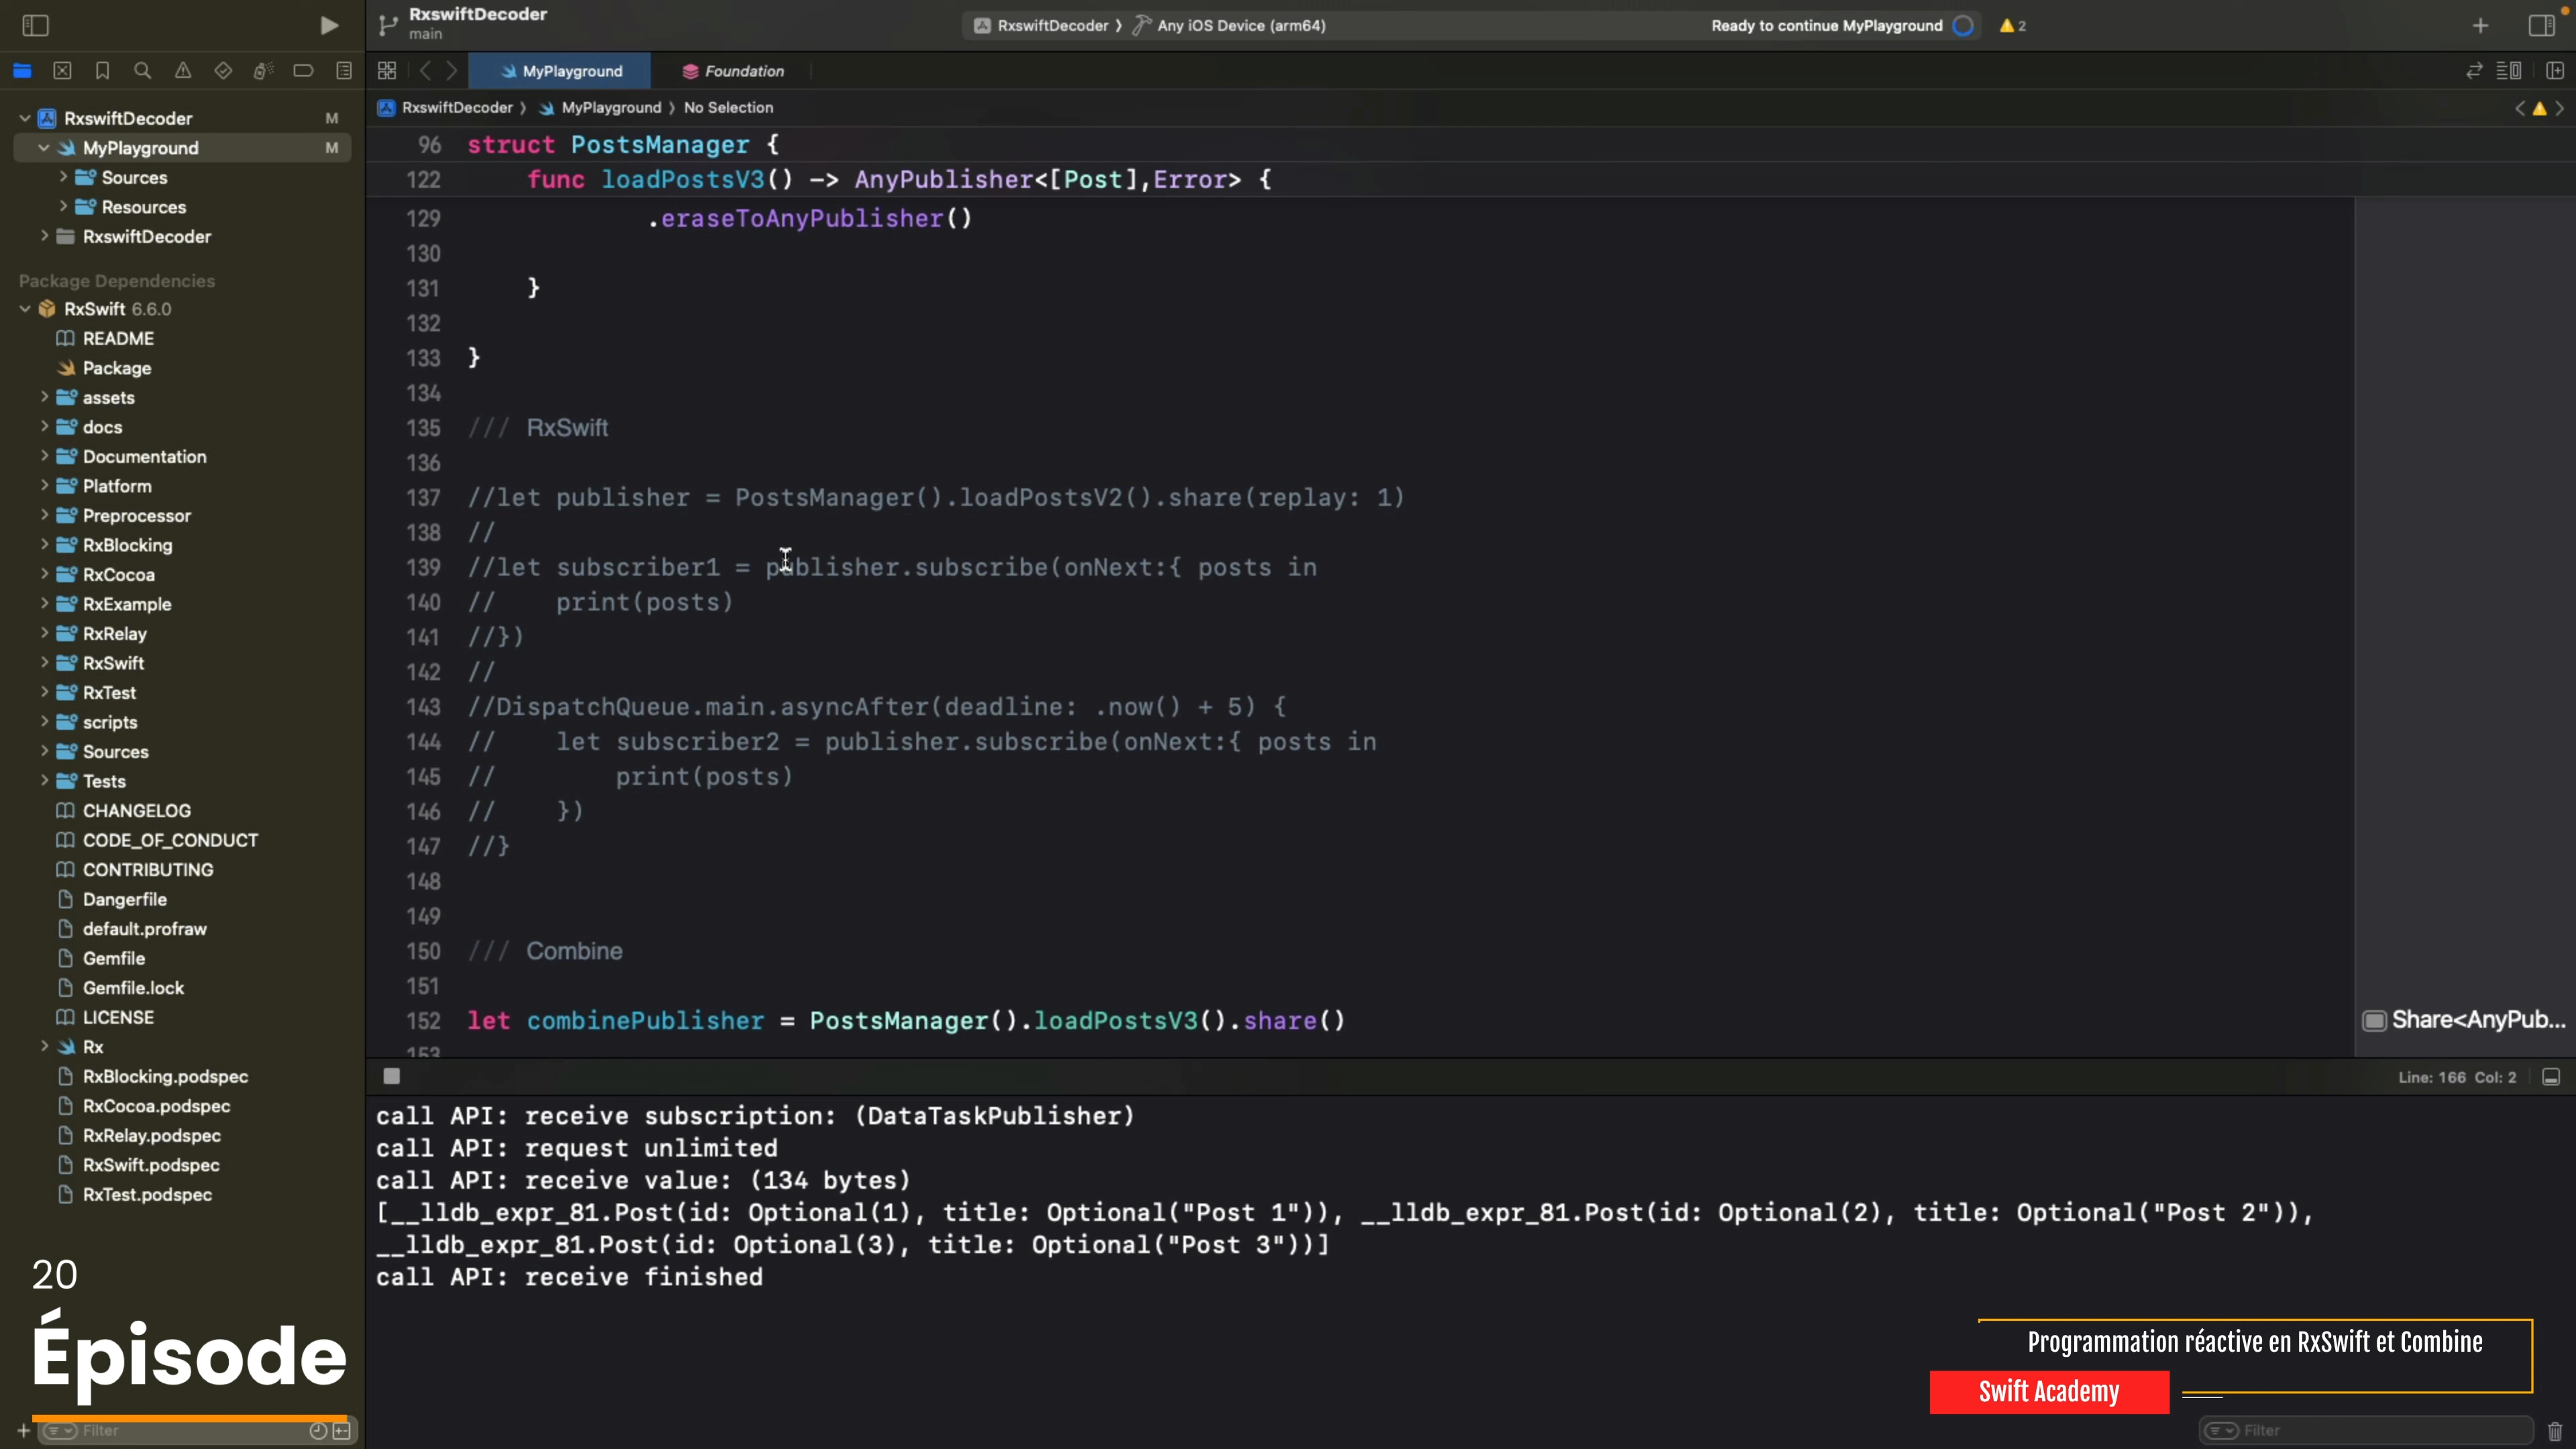 RxswiftDecoder
main
RxswiftDecoder 〉 Any iOS Device (arm64)
Ready to continue MyPlayground
2
MyPlayground
Foundation
RxswiftDecoder 〉 MyPlayground 〉 No Selection
RxswiftDecoder M
MyPlayground M
Sources
Resources
RxswiftDecoder
Package Dependencies
RxSwift 6.6.0
README
Package
assets
docs
Documentation
Platform
Preprocessor
RxBlocking
RxCocoa
RxExample
RxRelay
RxSwift
RxTest
scripts
Sources
Tests
CHANGELOG
CODE_OF_CONDUCT
CONTRIBUTING
Dangerfile
default.profraw
Gemfile
Gemfile.lock
LICENSE
Rx
RxBlocking.podspec
RxCocoa.podspec
RxRelay.podspec
RxSwift.podspec
RxTest.podspec
20
Épisode
Filter
96 struct PostsManager {
122 func loadPostsV3() -> AnyPublisher<[Post],Error> {
129 .eraseToAnyPublisher()
130
131 }
132
133 }
134
135 /// RxSwift
136
137 //let publisher = PostsManager().loadPostsV2().share(replay: 1)
138 //
139 //let subscriber1 = publisher.subscribe(onNext:{ posts in
140 // print(posts)
141 //})
142 //
143 //DispatchQueue.main.asyncAfter(deadline: .now() + 5) {
144 // let subscriber2 = publisher.subscribe(onNext:{ posts in
145 // print(posts)
146 // })
147 //}
148
149
150 /// Combine
151
152 let combinePublisher = PostsManager().loadPostsV3().share()
153
Share<AnyPub...
Line: 166 Col: 2
call API: receive subscription: (DataTaskPublisher)
call API: request unlimited
call API: receive value: (134 bytes)
[__lldb_expr_81.Post(id: Optional(1), title: Optional("Post 1")), __lldb_expr_81.Post(id: Optional(2), title: Optional("Post 2")),
__lldb_expr_81.Post(id: Optional(3), title: Optional("Post 3"))]
call API: receive finished
Programmation réactive en RxSwift et Combine
Swift Academy
Filter